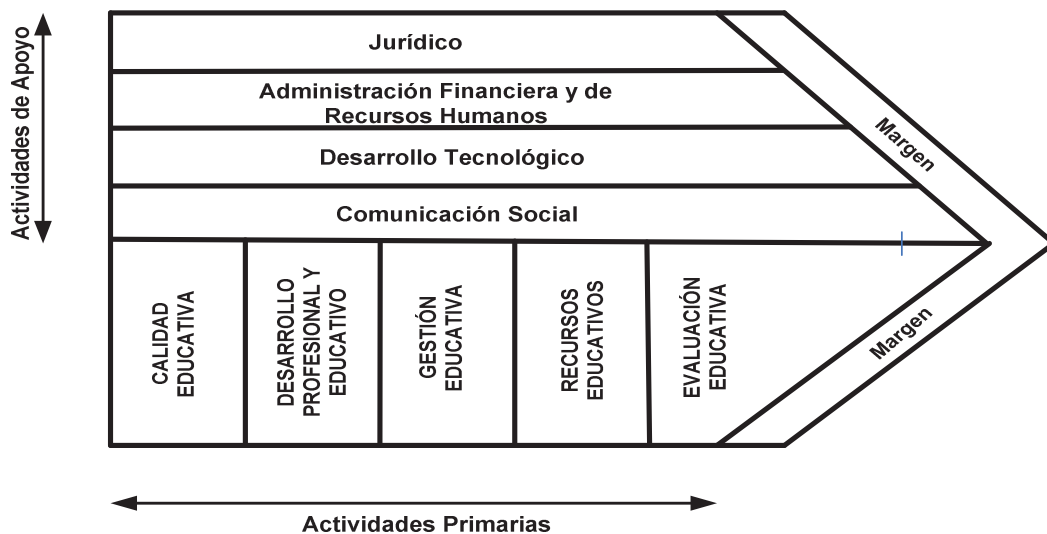 Actividades de Apoyo
Jurídico
Administración Financiera y de
Recursos Humanos
Desarrollo Tecnológico
Comunicación Social
Margen
CALIDAD
EDUCATIVA
DESARROLLO
PROFESIONAL Y
EDUCATIVO
GESTIÓN
EDUCATIVA
RECURSOS
EDUCATIVOS
EVALUACIÓN
EDUCATIVA
Margen
Actividades Primarias